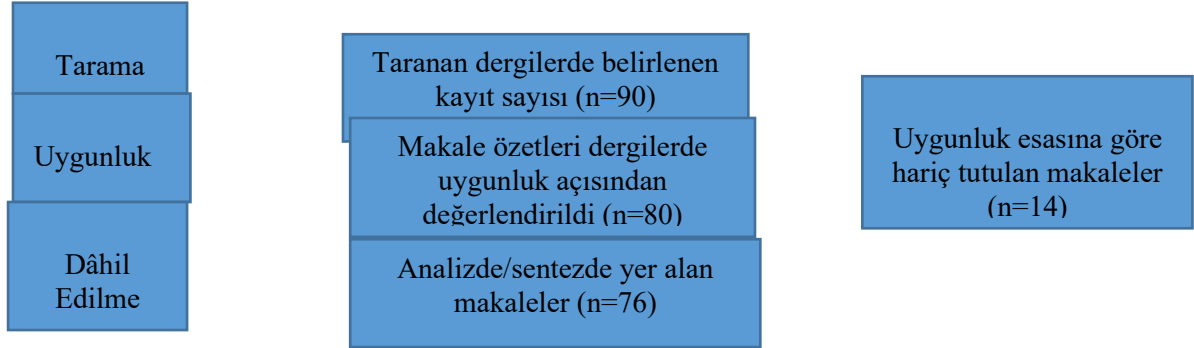 Tarama
Taranan dergilerde belirlenen
kayıt sayısı (n=90)
Uygunluk
Makale özetleri dergilerde
uygunluk açısından
değerlendirildi (n=80)
Uygunluk esasına göre
hariç tutulan makaleler
(n=14)
Dâhil
Edilme
Analizde/sentezde yer alan
makaleler (n=76)